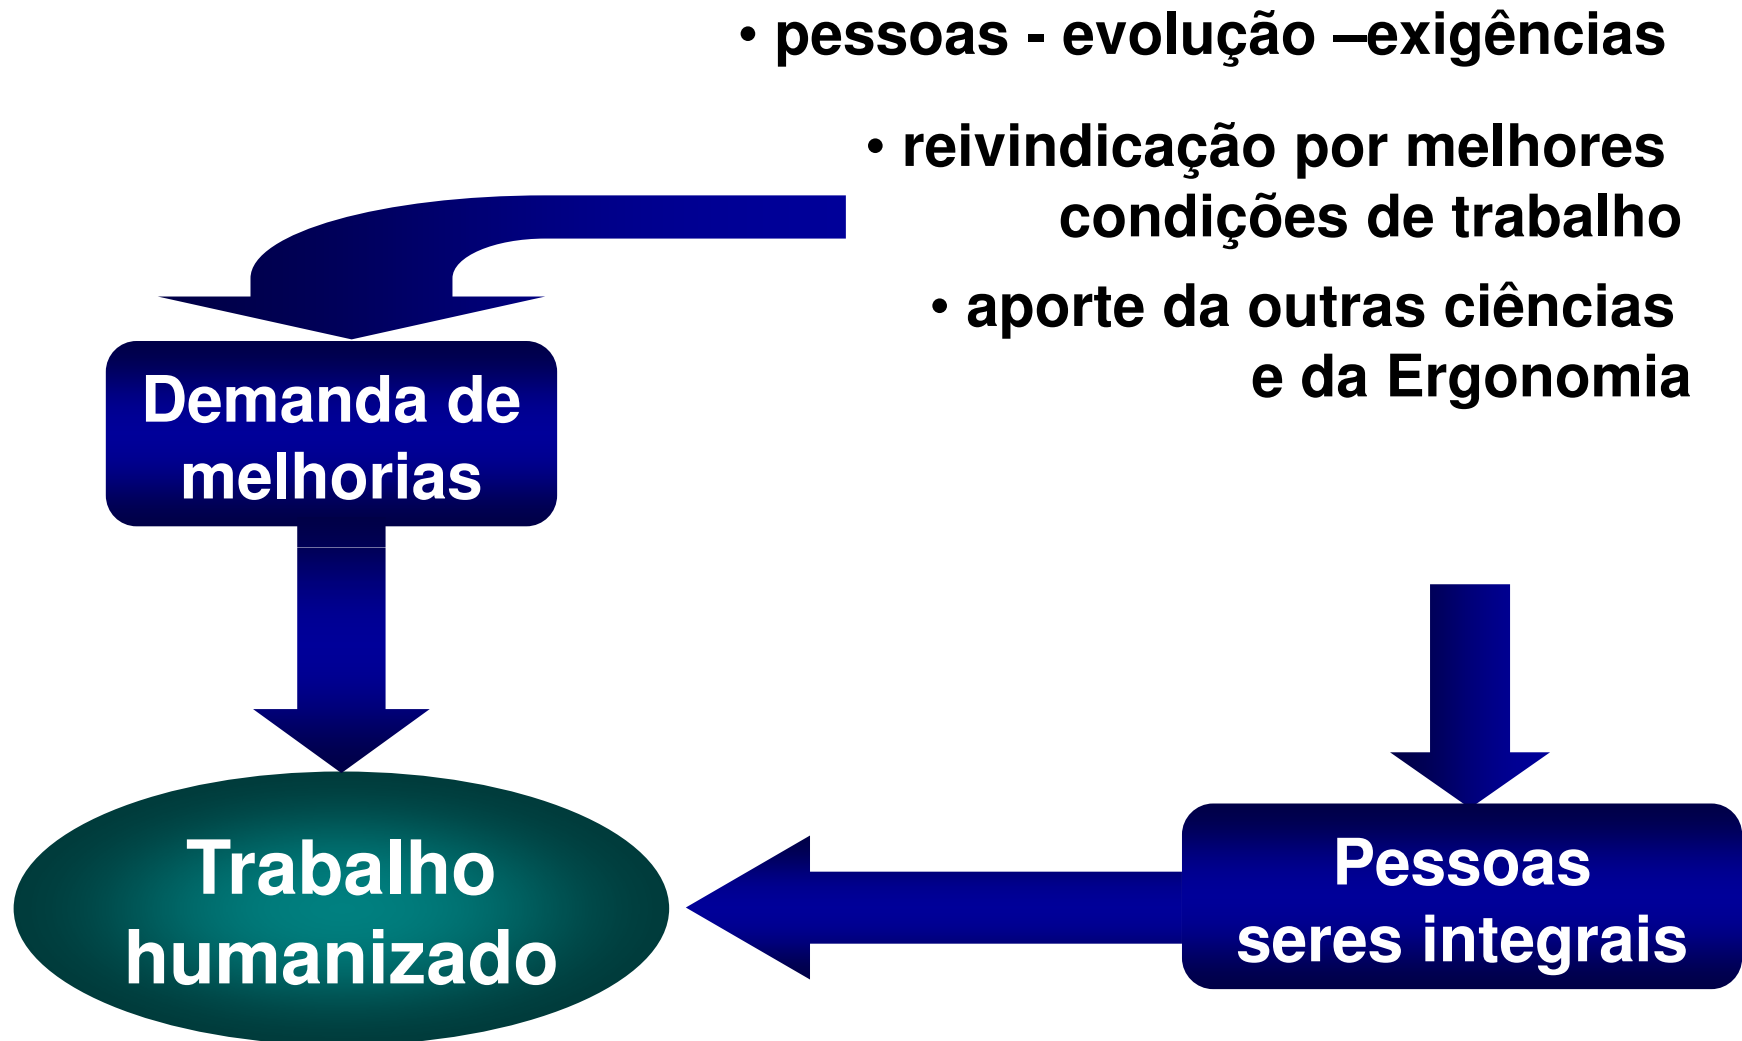 • pessoas - evolução –exigências
• reivindicação por melhores
condições de trabalho
• aporte da outras ciências
e da Ergonomia
Demanda de
melhorias
Trabalho
humanizado
Pessoas
seres integrais